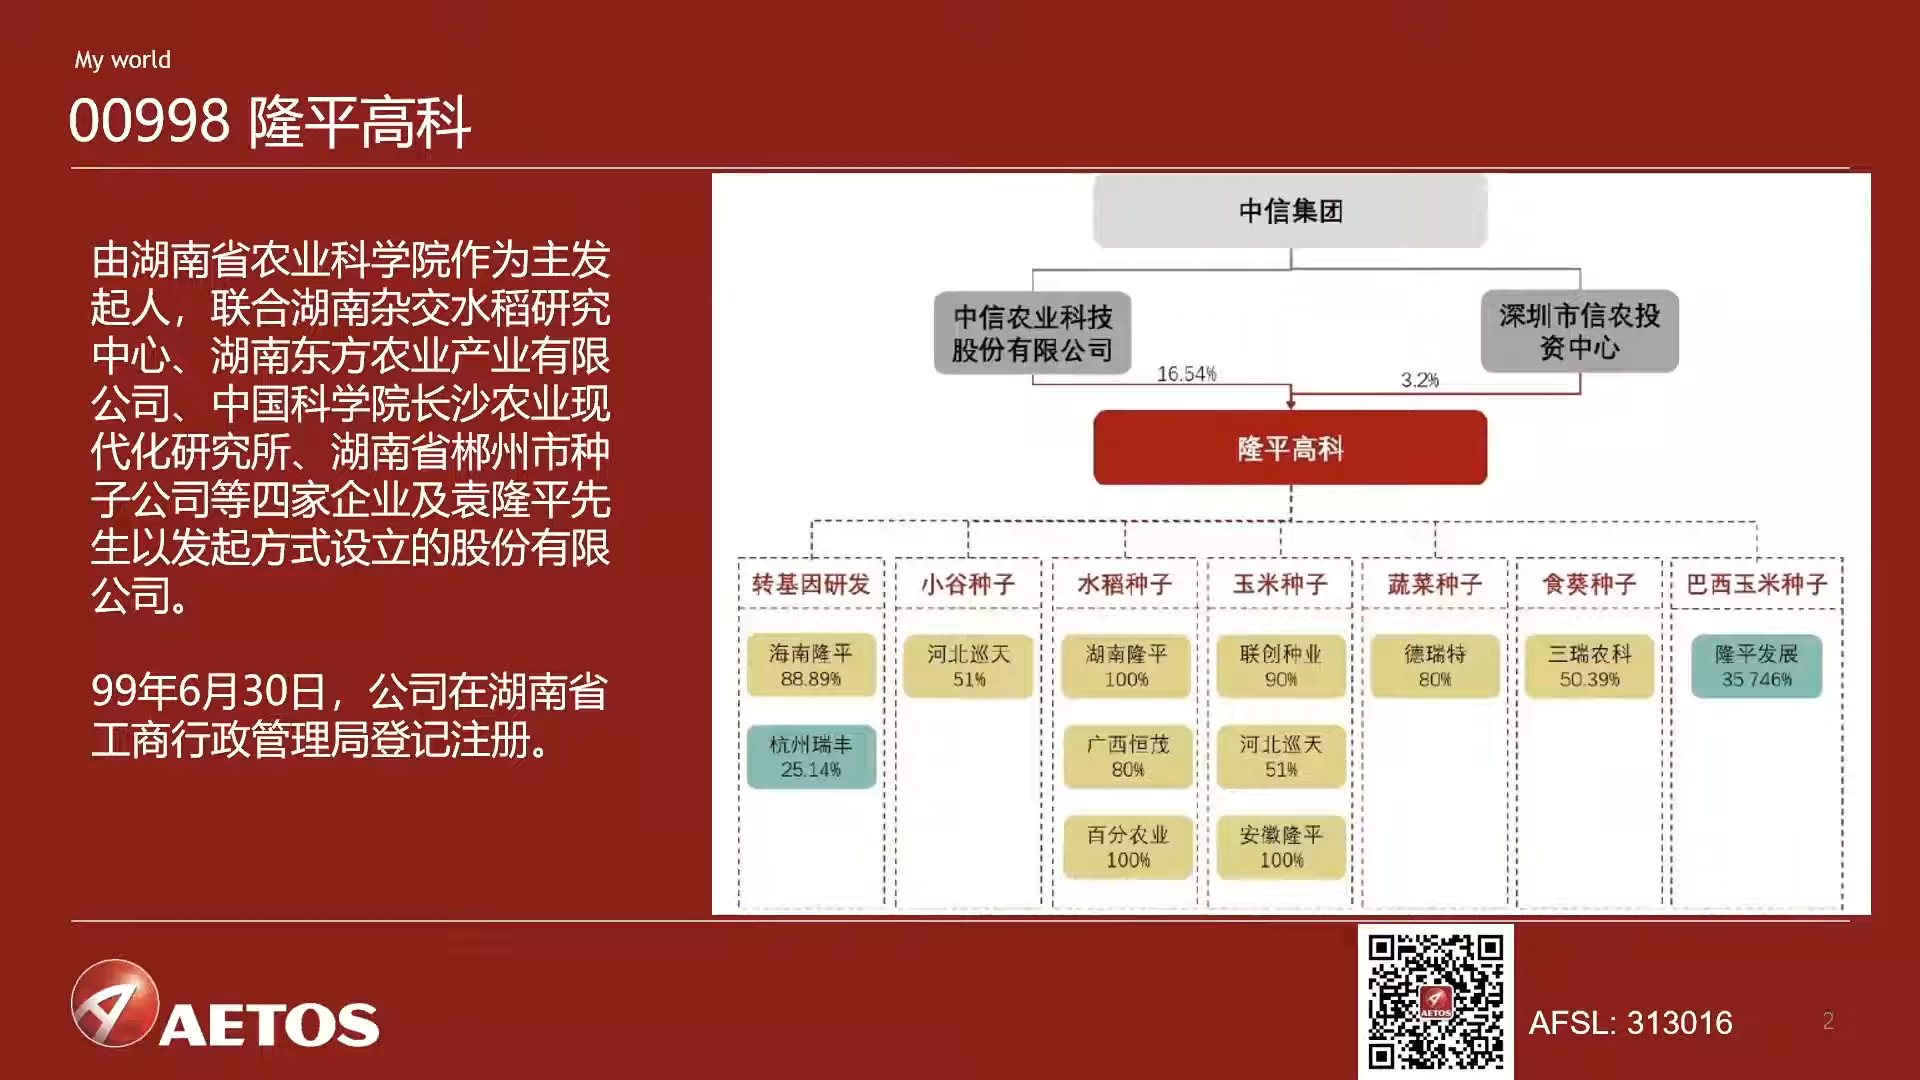 My world
00998 隆平高科
由湖南省农业科学院作为主发
起人，联合湖南杂交水稻研究
中心、湖南东方农业产业有限
公司、中国科学院长沙农业现
代化研究所、湖南省郴州市种
子公司等四家企业及袁隆平先
生以发起方式设立的股份有限
公司。
99年6月30日，公司在湖南省
工商行政管理局登记注册。
中信集团
中信农业科技
股份有限公司
深圳市信农投
资中心
16.54%
3.2%
隆平高科
转基因研发
海南隆平
88.89%
杭州瑞丰
25.14%
小谷种子
河北巡天
51%
水稻种子
湖南隆平
100%
广西恒茂
80%
百分农业
100%
玉米种子
联创种业
90%
河北巡天
51%
安徽隆平
100%
蔬菜种子
德瑞特
80%
食葵种子
三瑞农科
50.39%
巴西玉米种子
隆平发展
35.746%
AETOS
AETOS
AFSL: 313016
2